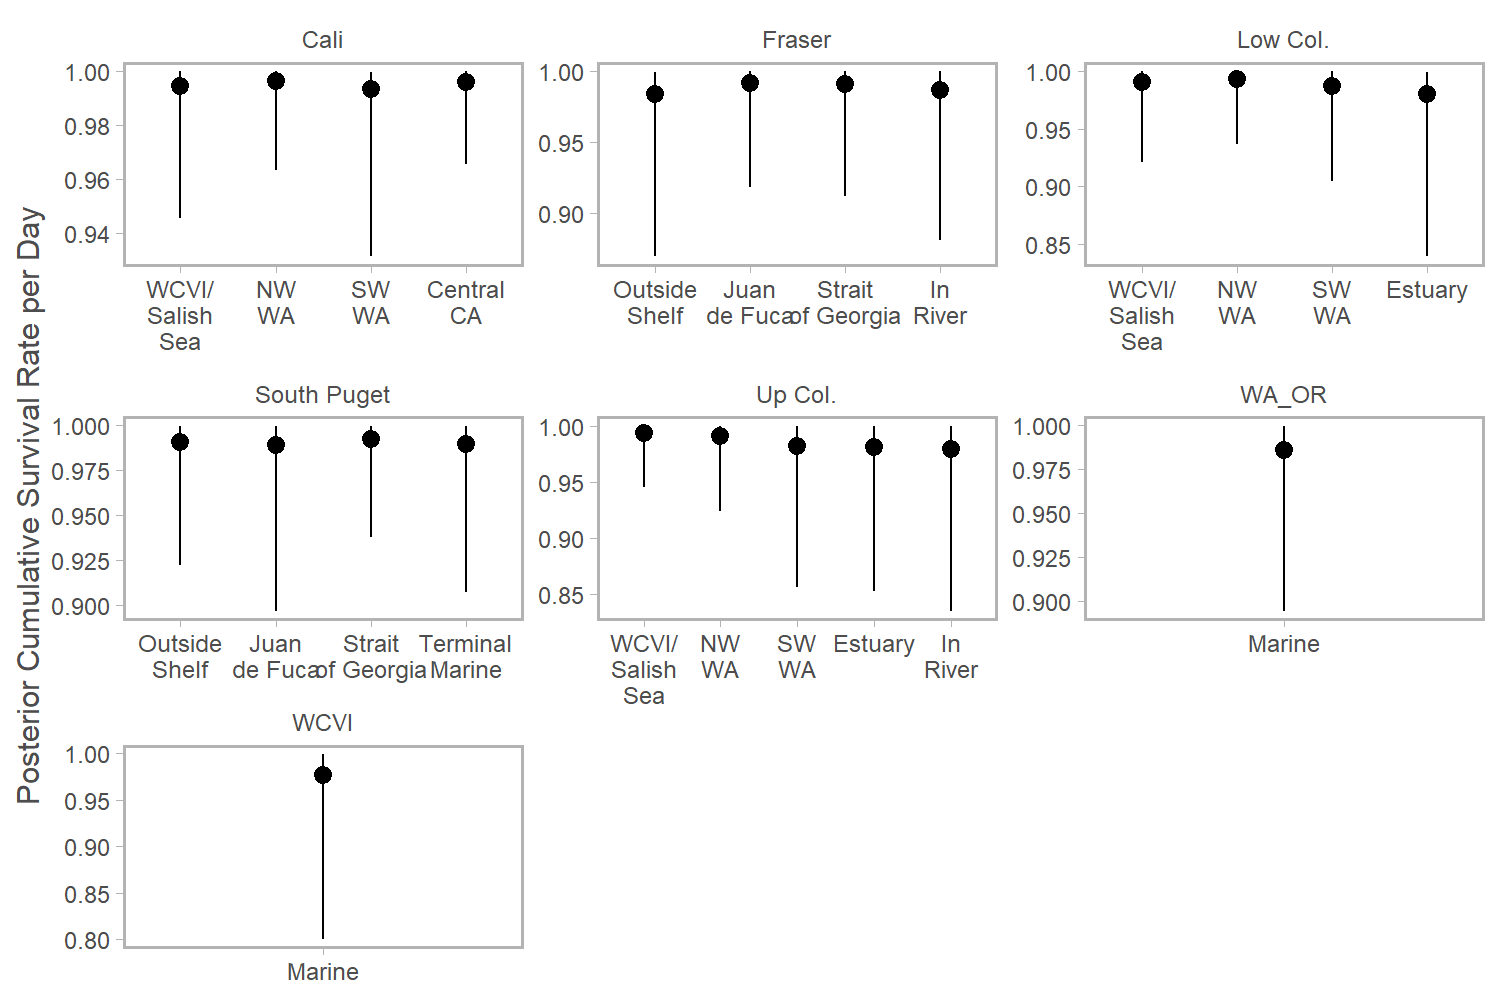 Posterior Cumulative Survival Rate per Day
Cali
1.00
0.98
0.96
0.94
WCVI/
Salish
Sea
NW
WA
SW
WA
Central
CA
Fraser
1.00
0.95
0.90
Outside
Shelf
Juan
de Fuca
Strait
of Georgia
In
River
Low Col.
1.00
0.95
0.90
0.85
WCVI/
Salish
Sea
NW
WA
SW
WA
Estuary
South Puget
1.000
0.975
0.950
0.925
0.900
Outside
Shelf
Juan
de Fuca
Strait
of Georgia
Terminal
Marine
Up Col.
1.00
0.95
0.90
0.85
WCVI/
Salish
Sea
NW
WA
SW
WA
Estuary
In
River
WA_OR
1.000
0.975
0.950
0.925
0.900
Marine
WCVI
1.00
0.95
0.90
0.85
0.80
Marine